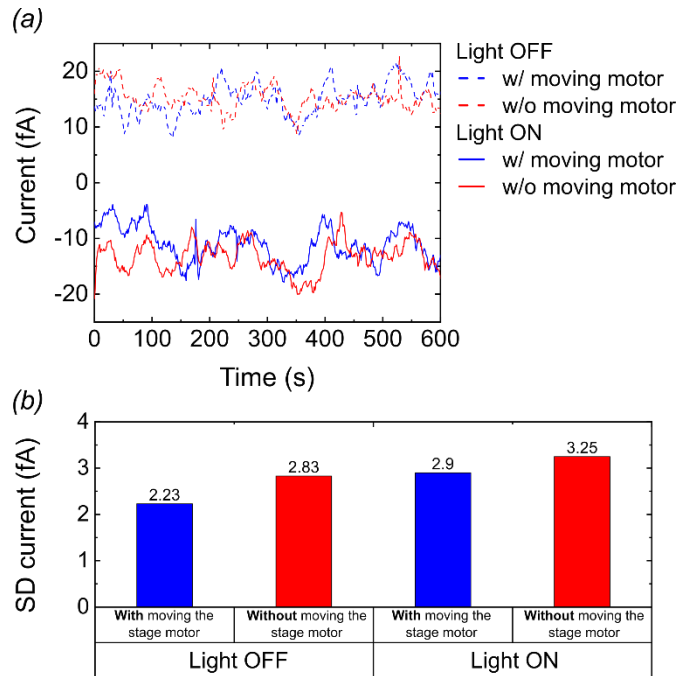 (a)
Current (fA)
20
10
0
-10
-20
0 100 200 300 400 500 600
Time (s)
Light OFF
w/ moving motor
w/o moving motor
Light ON
w/ moving motor
w/o moving motor
(b)
SD current (fA)
4
3
2
1
0
2.23
2.83
2.9
3.25
With moving the
stage motor
Without moving the
stage motor
With moving the
stage motor
Without moving the
stage motor
Light OFF
Light ON